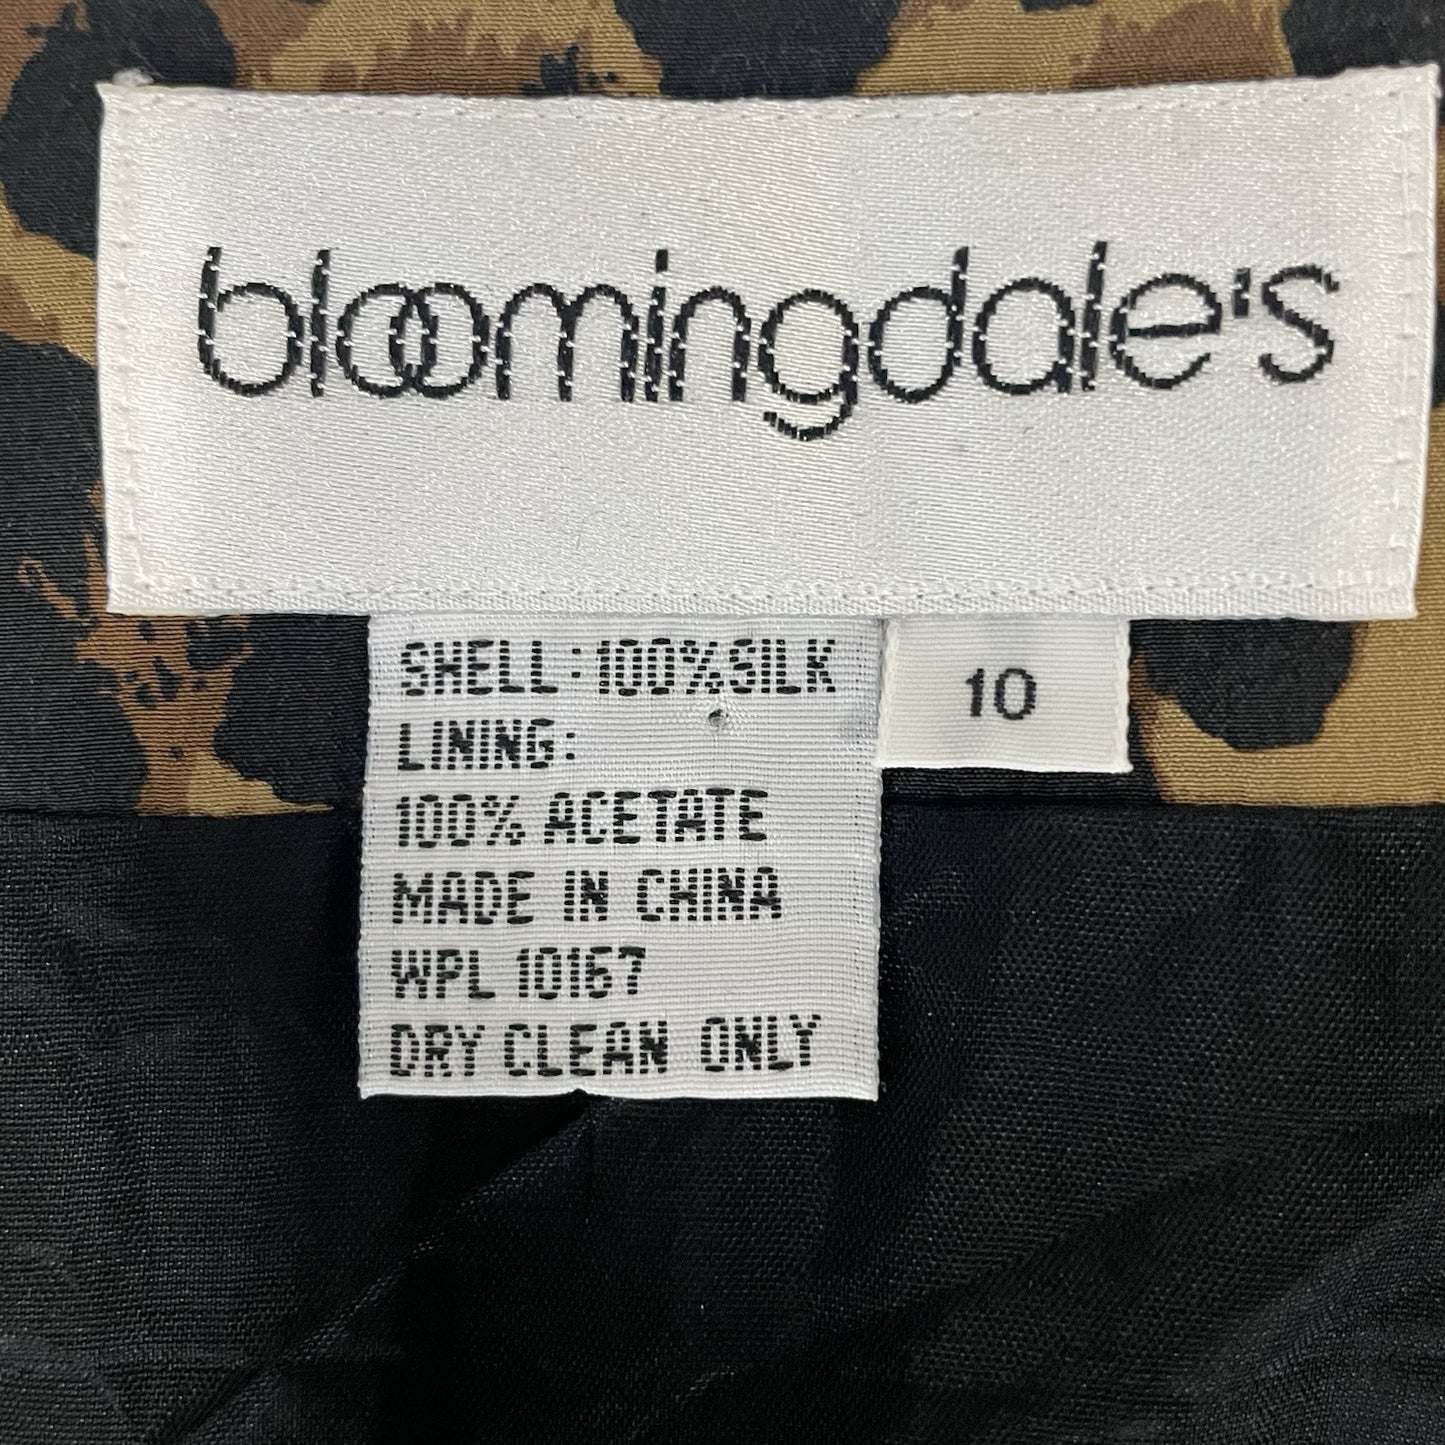 bloomingdale's
SHELL:100%SILK
10
LINING:
100% ACETATE
MADE IN CHINA
WPL 10167
DRY CLEAN ONLY